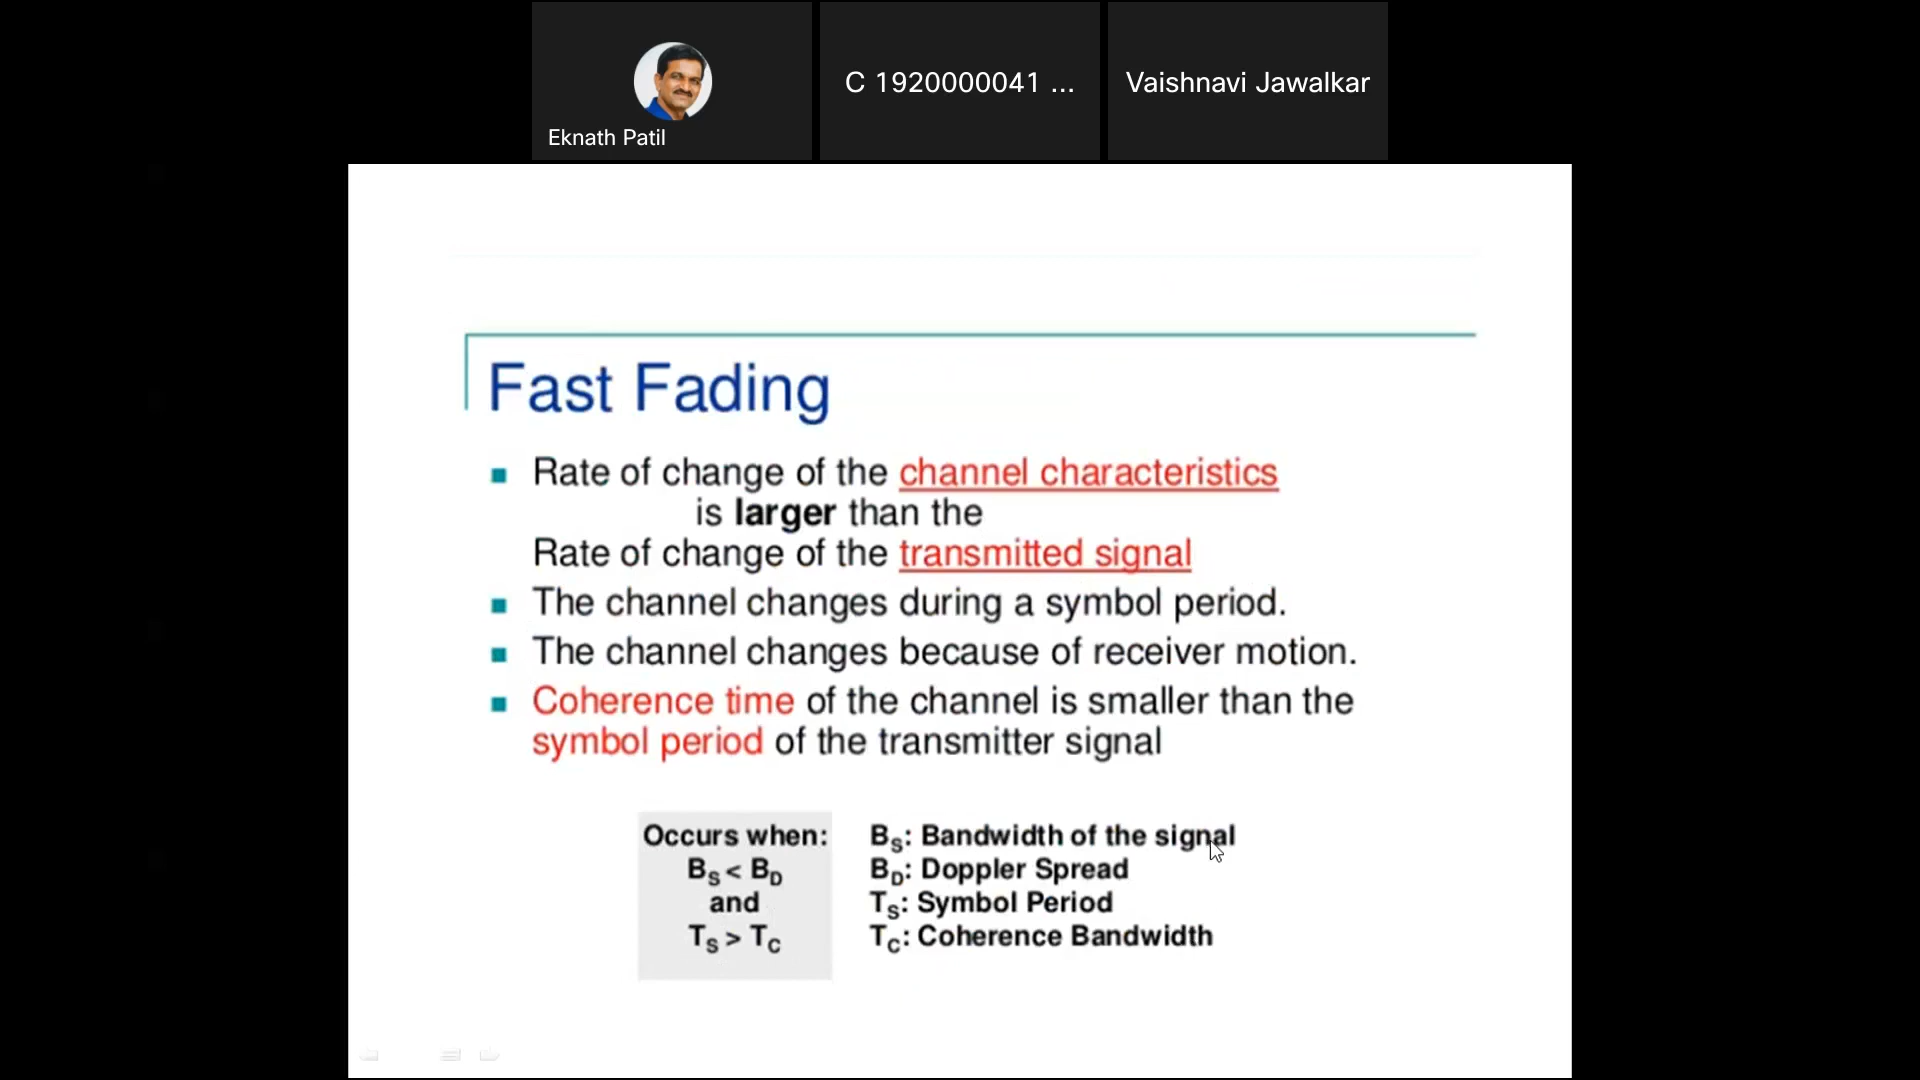 Eknath Patil
C 1920000041 ...
Vaishnavi Jawalkar
Fast Fading
Rate of change of the channel characteristics
is larger than the
Rate of change of the transmitted signal
The channel changes during a symbol period.
The channel changes because of receiver motion.
Coherence time of the channel is smaller than the
symbol period of the transmitter signal
Occurs when:
BS < BD
and
TS > TC
BS: Bandwidth of the signal
BD: Doppler Spread
TS: Symbol Period
TC: Coherence Bandwidth